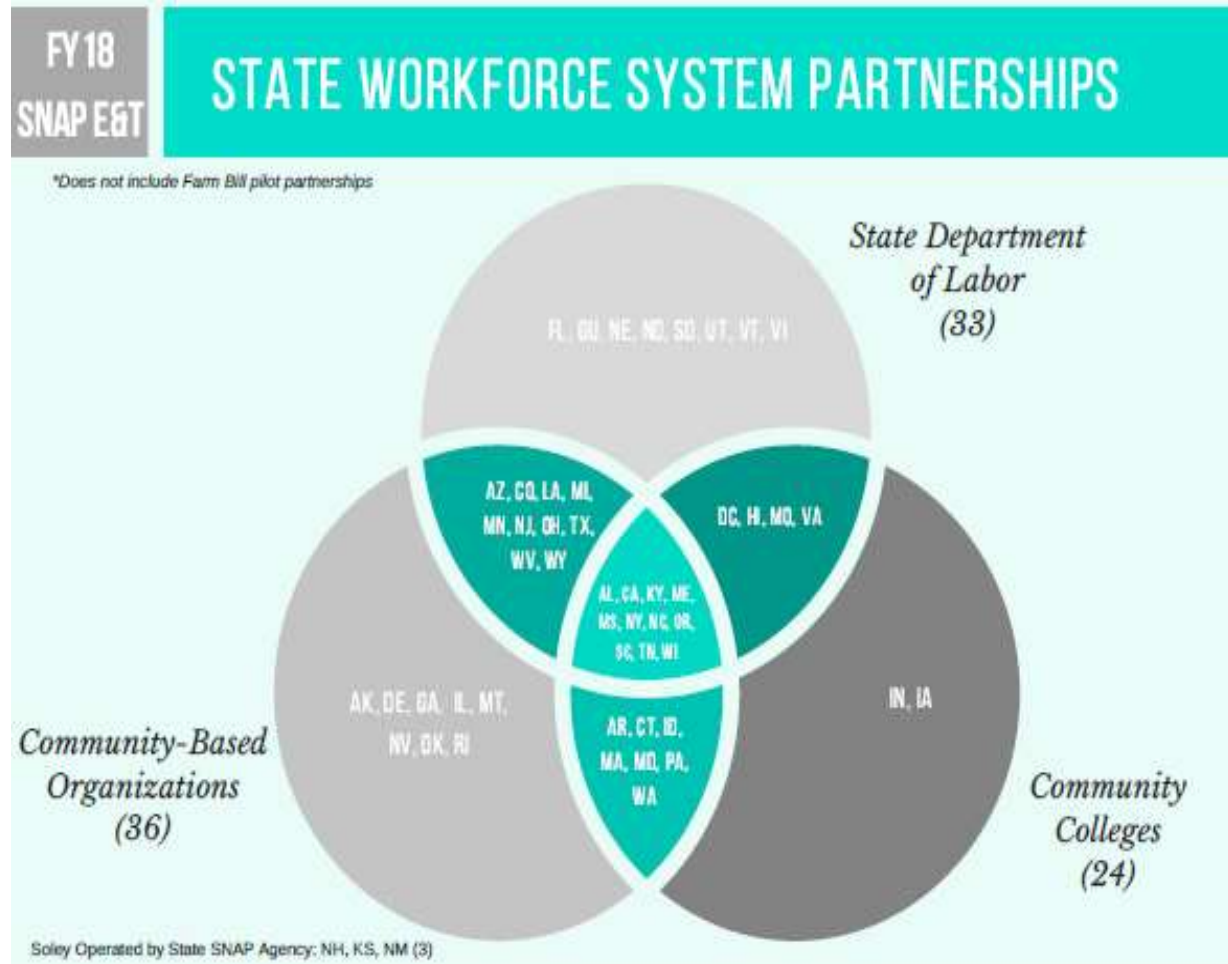 FY18
SNAP E&T
STATE WORKFORCE SYSTEM PARTNERSHIPS
*Does not include Farm Bill pilot partnerships
State Department
of Labor
(33)
FL, GU, NE, ND, SD, UT, VT, VI
AZ, CO, LA, MI,
MN, NJ, OH, TX,
WV, WY
DC, HI, MO, VA
AL, CA, KY, ME,
MS, NY, NC, OR,
SC, TN, WI
AK, DE, GA, IL, MT,
NV, OK, RI
IN, IA
AR, CT, ID,
MA, MD, PA,
WA
Community-Based
Organizations
(36)
Community
Colleges
(24)
Soley Operated by State SNAP Agency: NH, KS, NM (3)